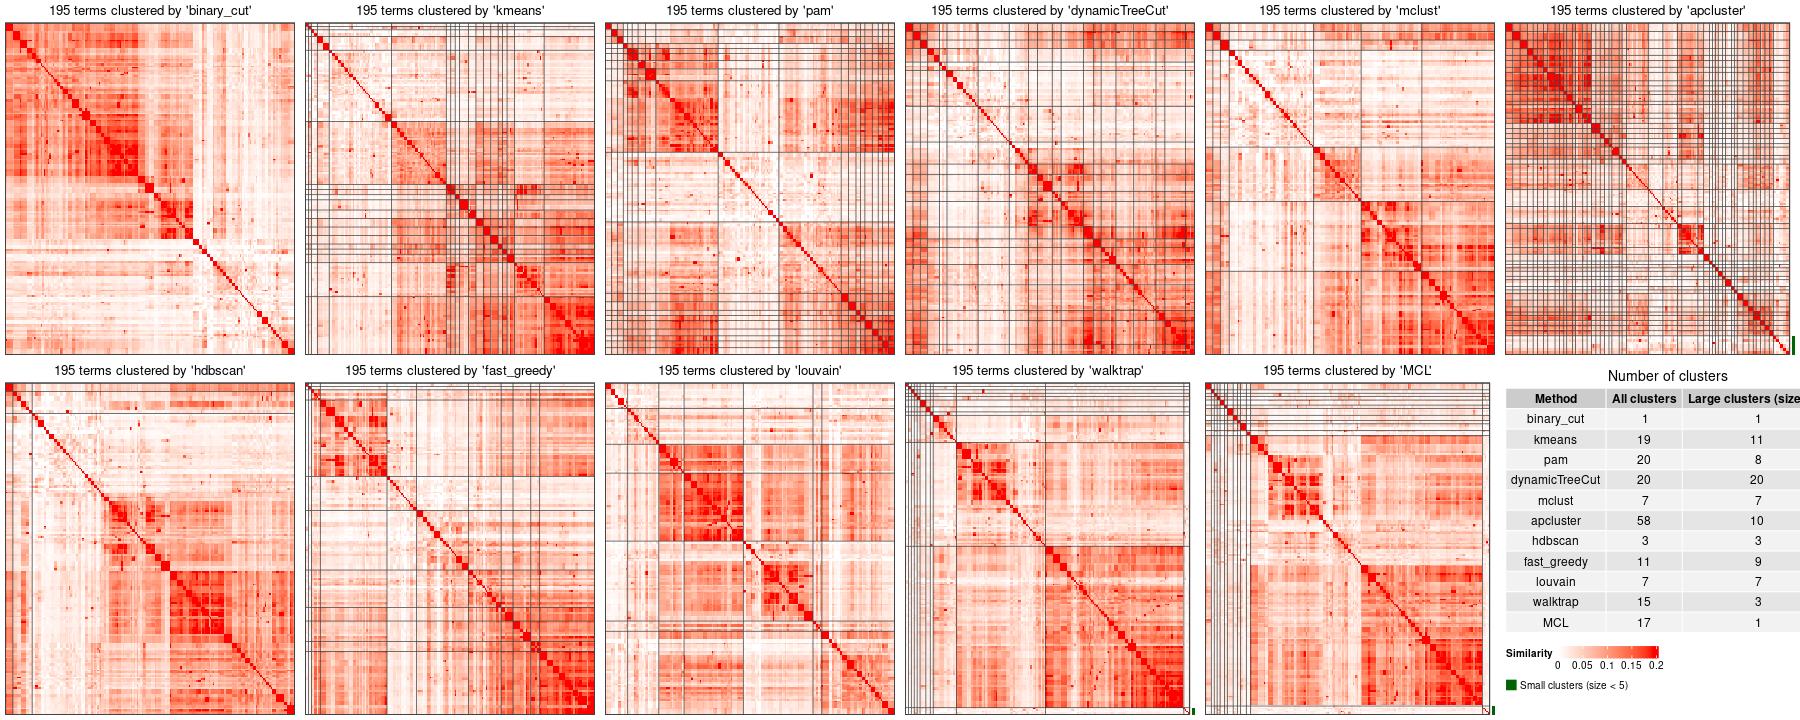 195 terms clustered by 'binary_cut'
195 terms clustered by 'kmeans'
195 terms clustered by 'pam'
195 terms clustered by 'dynamicTreeCut'
195 terms clustered by 'mclust'
195 terms clustered by 'apcluster'
195 terms clustered by 'hdbscan'
195 terms clustered by 'fast_greedy'
195 terms clustered by 'louvain'
195 terms clustered by 'walktrap'
195 terms clustered by 'MCL'
Number of clusters
Method All clusters Large clusters (size
binary_cut 1 1
kmeans 19 11
pam 20 8
dynamicTreeCut 20 20
mclust 7 7
apcluster 58 10
hdbscan 3 3
fast_greedy 11 9
louvain 7 7
walktrap 15 3
MCL 17 1
Similarity
0 0.05 0.1 0.15 0.2
Small clusters (size < 5)